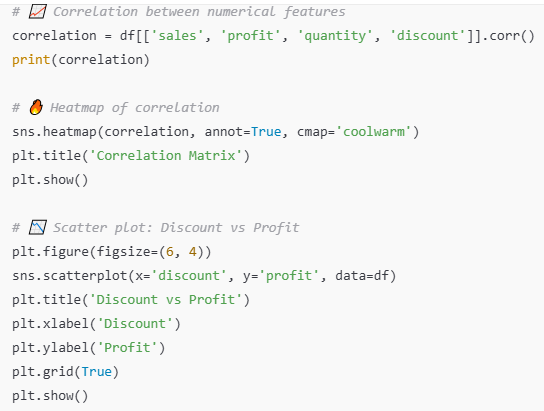 # 📈 Correlation between numerical features
correlation = df[['sales', 'profit', 'quantity', 'discount']].corr()
print(correlation)
# 🔥 Heatmap of correlation
sns.heatmap(correlation, annot=True, cmap='coolwarm')
plt.title('Correlation Matrix')
plt.show()
# 📉 Scatter plot: Discount vs Profit
plt.figure(figsize=(6, 4))
sns.scatterplot(x='discount', y='profit', data=df)
plt.title('Discount vs Profit')
plt.xlabel('Discount')
plt.ylabel('Profit')
plt.grid(True)
plt.show()